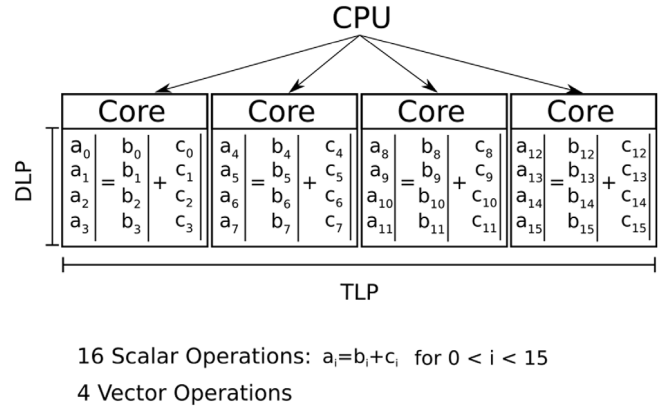 CPU
Core Core Core Core
DLP
a₀ b₀ c₀ a₄ b₄ c₄ a₈ b₈ c₈ a₁₂ b₁₂ c₁₂
a₁ = b₁ + c₁ a₅ = b₅ + c₅ a₉ = b₉ + c₉ a₁₃ = b₁₃ + c₁₃
a₂ b₂ c₂ a₆ b₆ c₆ a₁₀ b₁₀ c₁₀ a₁₄ b₁₄ c₁₄
a₃ b₃ c₃ a₇ b₇ c₇ a₁₁ b₁₁ c₁₁ a₁₅ b₁₅ c₁₅
TLP
16 Scalar Operations: aᵢ=bᵢ+cᵢ for 0 < i < 15
4 Vector Operations